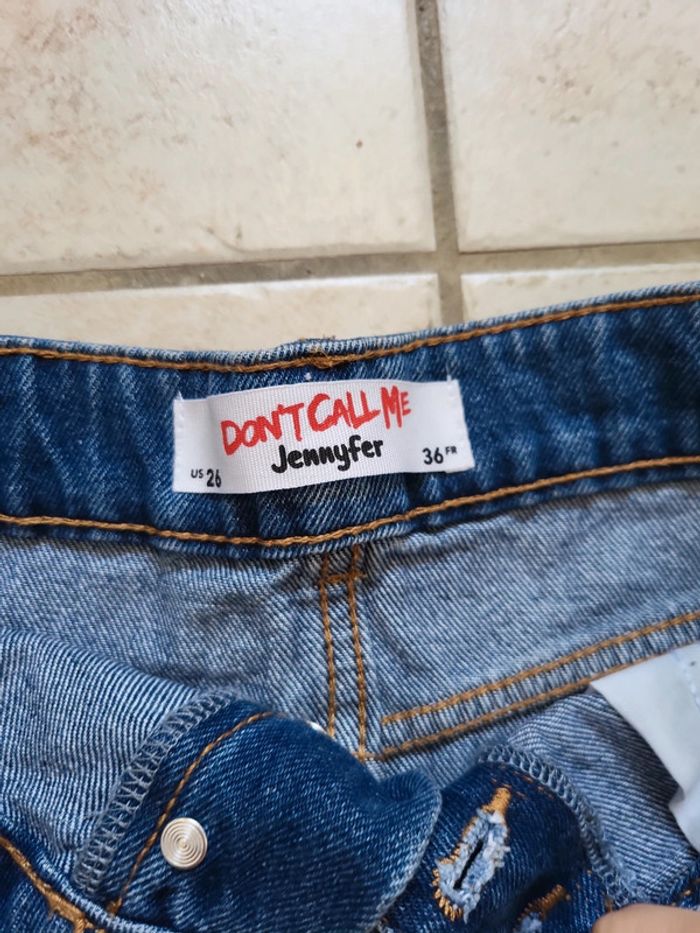 DON'T CALL ME
Jennyfer
US 26
36 FR